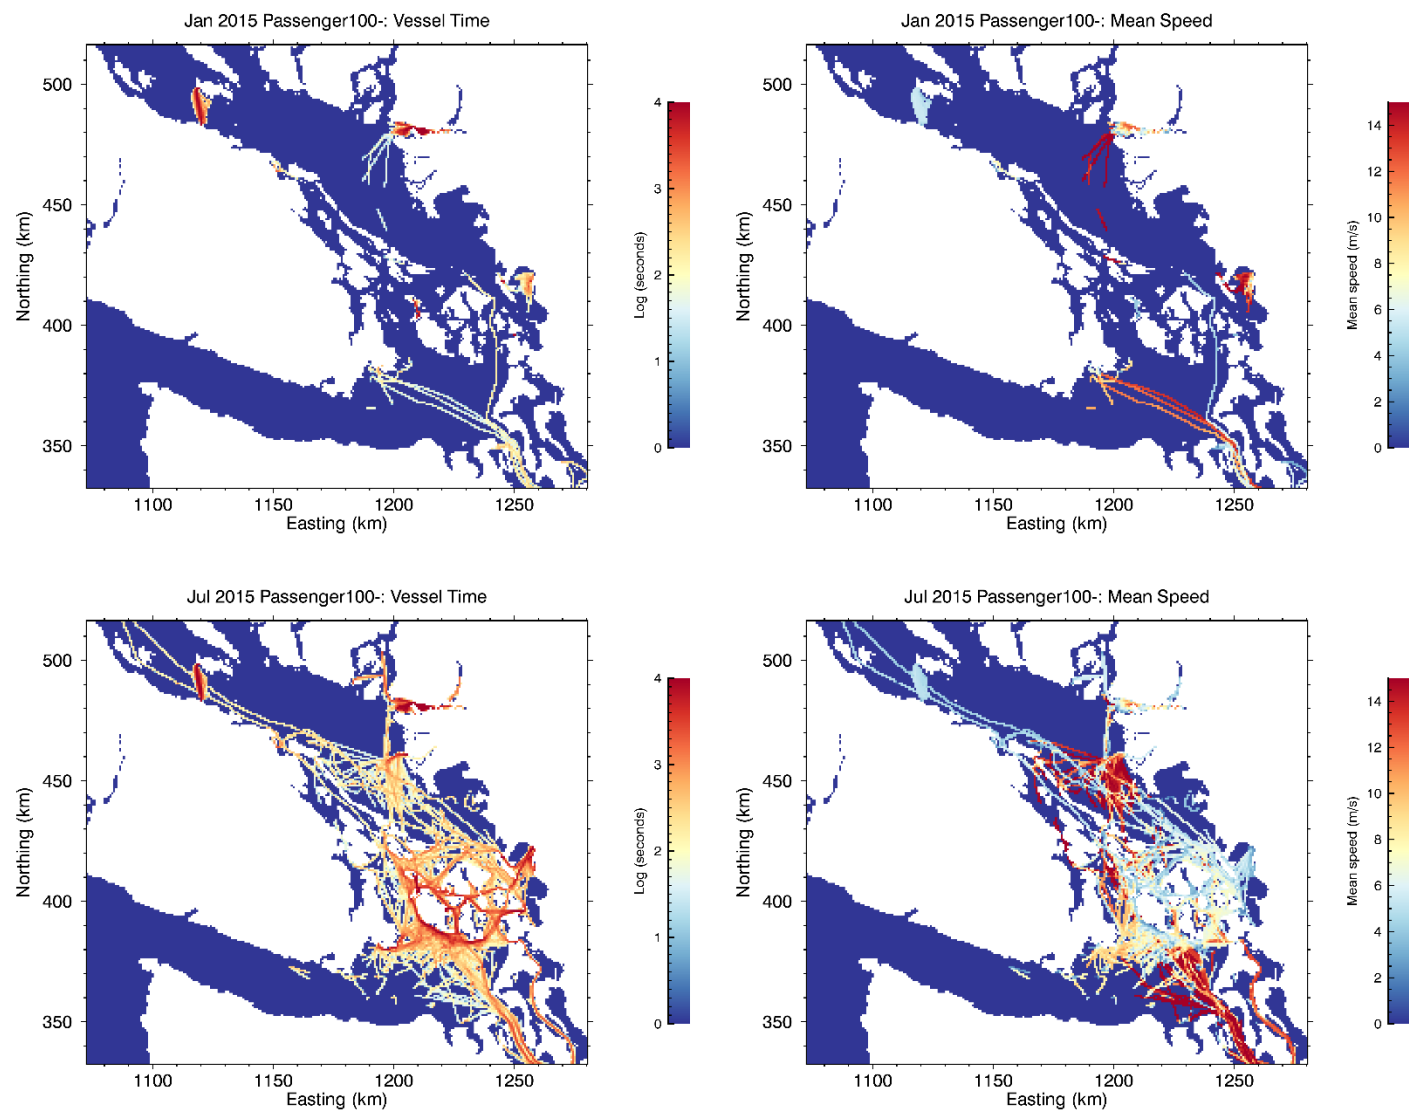 Jan 2015 Passenger100-: Vessel Time
500
450
400
350
Northing (km)
1100 1150 1200 1250
Easting (km)
4
3
2
1
0
Log (seconds)
Jan 2015 Passenger100-: Mean Speed
500
450
400
350
Northing (km)
1100 1150 1200 1250
Easting (km)
14
12
10
8
6
4
2
0
Mean speed (m/s)
Jul 2015 Passenger100-: Vessel Time
500
450
400
350
Northing (km)
1100 1150 1200 1250
Easting (km)
4
3
2
1
0
Log (seconds)
Jul 2015 Passenger100-: Mean Speed
500
450
400
350
Northing (km)
1100 1150 1200 1250
Easting (km)
14
12
10
8
6
4
2
0
Mean speed (m/s)